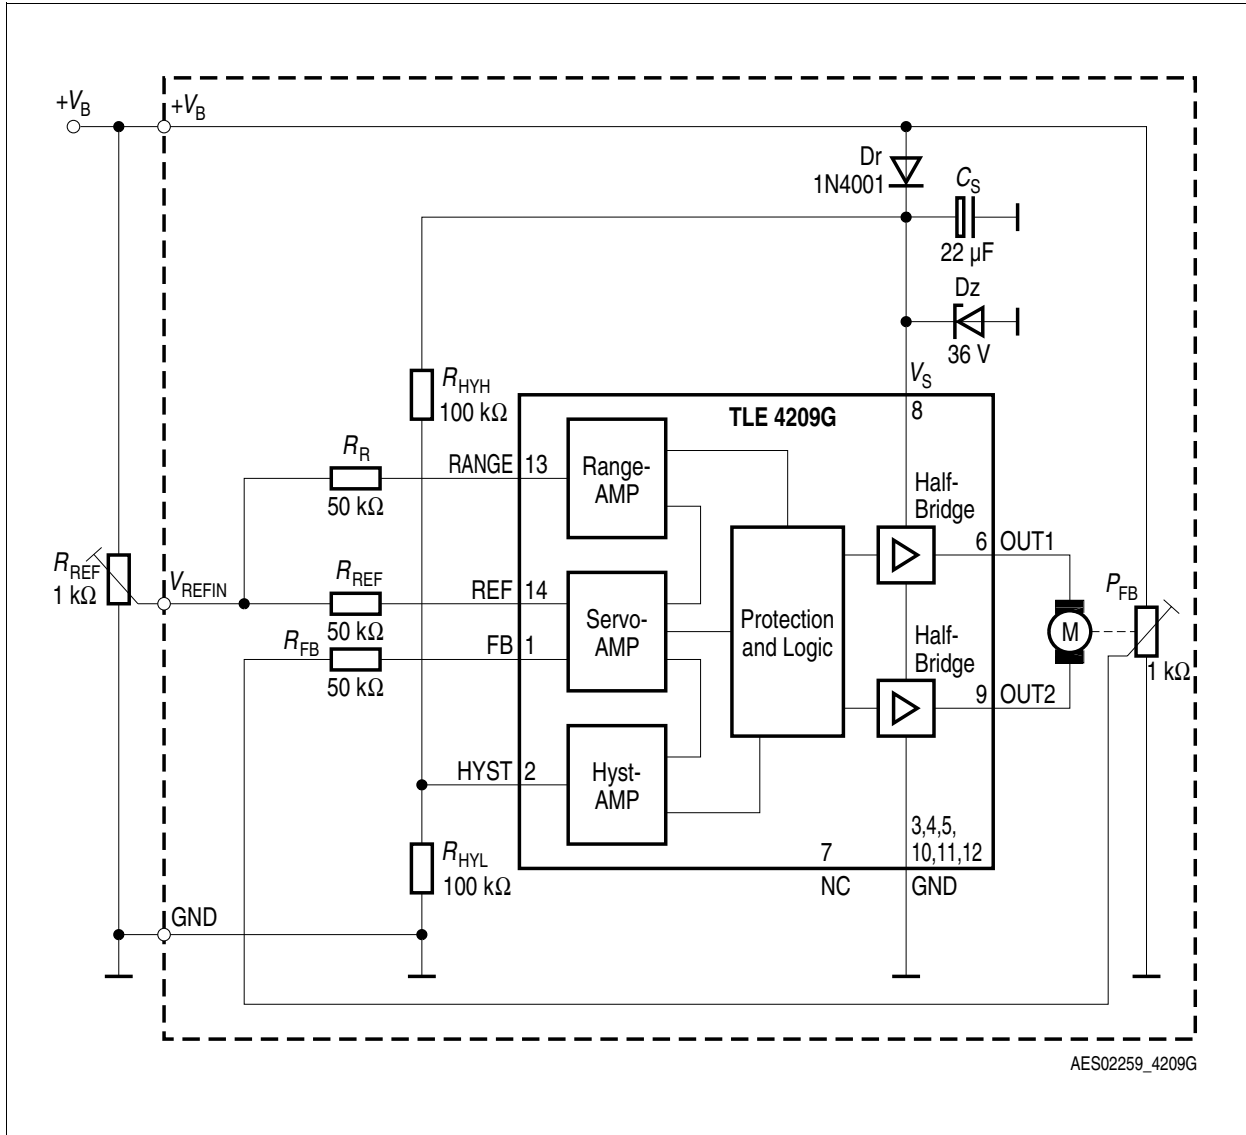 +VB
+VB
Dr
1N4001
CS
22 µF
Dz
36 V
VS
8
RHYH
100 kΩ
TLE 4209G
RR
50 kΩ
RANGE 13
Range-
AMP
Half-
Bridge
6 OUT1
RREF
1 kΩ
VREFIN
RREF
50 kΩ
REF 14
Servo-
AMP
Protection
and Logic
PFB
1 kΩ
M
RFB
50 kΩ
FB 1
Half-
Bridge
9 OUT2
HYST 2
Hyst-
AMP
RHYL
100 kΩ
7
NC
3,4,5,
10,11,12
GND
GND
AES02259_4209G